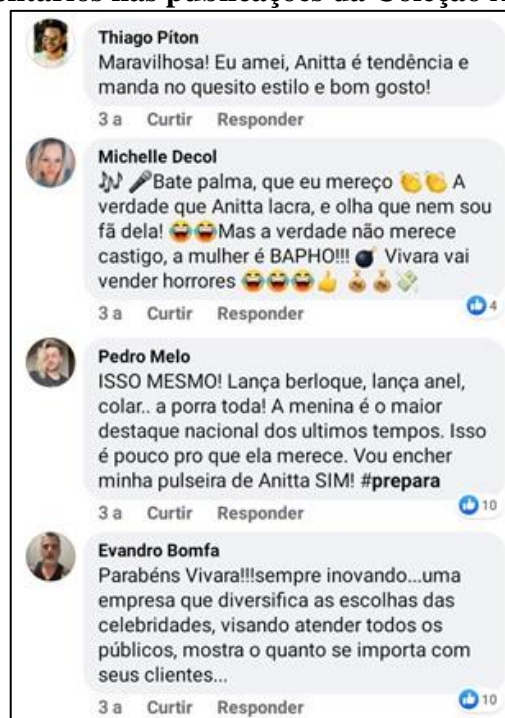 Thiago Píton
Maravilhosa! Eu amei, Anitta é tendência e
manda no quesito estilo e bom gosto!
3 a Curtir Responder
Michelle Decol
🎶🎤Bate palma, que eu mereço 👏👏 A
verdade que Anitta lacra, e olha que nem sou
fã dela! 😂😂Mas a verdade não merece
castigo, a mulher é BAPHO!!! 💣 Vivara vai
vender horrores 😂😂😂👍 💰💰💸
3 a Curtir Responder 4
Pedro Melo
ISSO MESMO! Lança berloque, lança anel,
colar.. a porra toda! A menina é o maior
destaque nacional dos ultimos tempos. Isso
é pouco pro que ela merece. Vou encher
minha pulseira de Anitta SIM! #prepara
3 a Curtir Responder 10
Evandro Bomfa
Parabéns Vivara!!!sempre inovando...uma
empresa que diversifica as escolhas das
celebridades, visando atender todos os
públicos, mostra o quanto se importa com
seus clientes...
3 a Curtir Responder 10